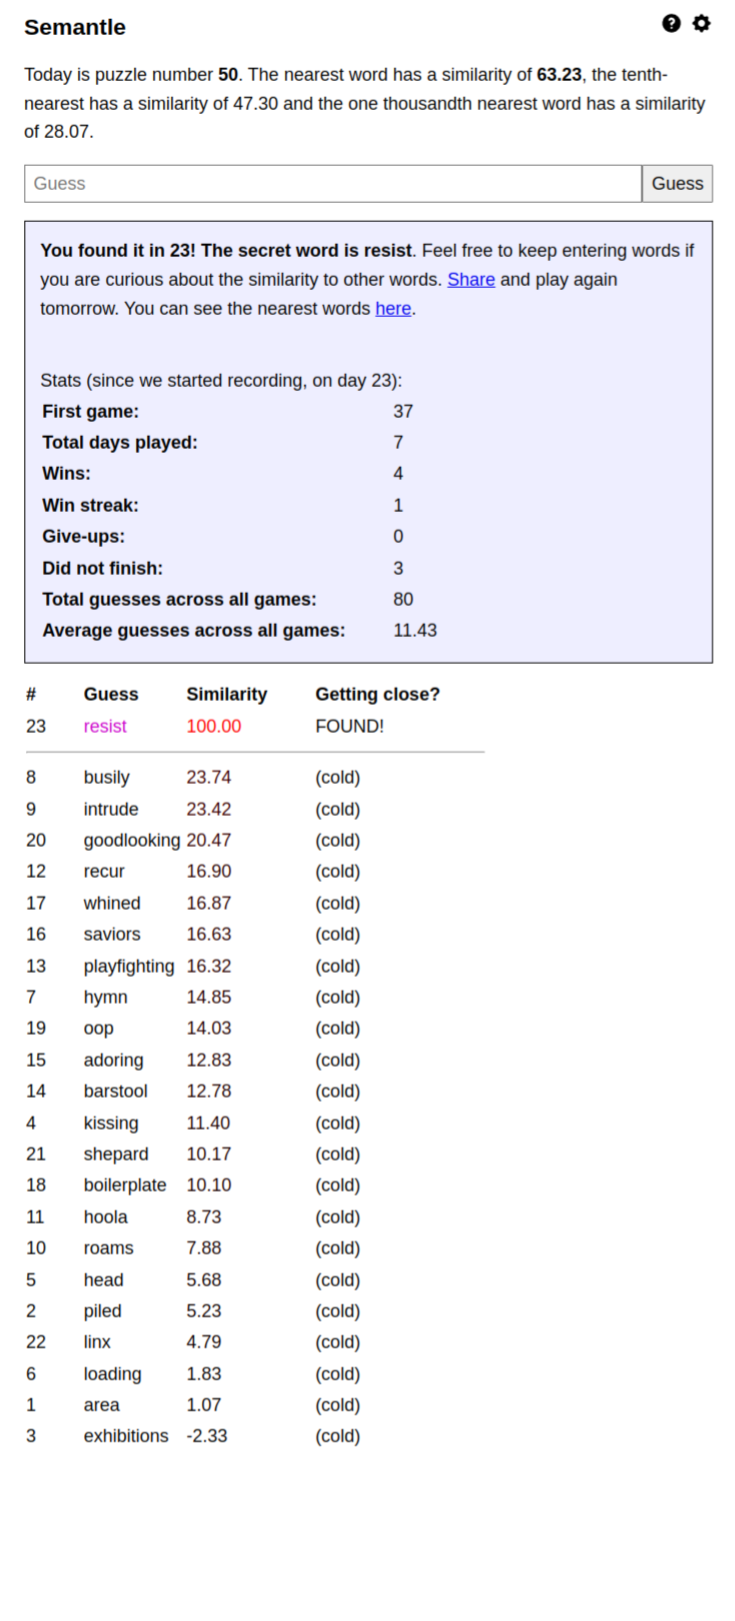 Semantle
Today is puzzle number 50. The nearest word has a similarity of 63.23, the tenth-
nearest has a similarity of 47.30 and the one thousandth nearest word has a similarity
of 28.07.
Guess Guess
You found it in 23! The secret word is resist. Feel free to keep entering words if
you are curious about the similarity to other words. Share and play again
tomorrow. You can see the nearest words here.
Stats (since we started recording, on day 23):
First game: 37
Total days played: 7
Wins: 4
Win streak: 1
Give-ups: 0
Did not finish: 3
Total guesses across all games: 80
Average guesses across all games: 11.43
# Guess Similarity Getting close?
23 resist 100.00 FOUND!
8 busily 23.74 (cold)
9 intrude 23.42 (cold)
20 goodlooking 20.47 (cold)
12 recur 16.90 (cold)
17 whined 16.87 (cold)
16 saviors 16.63 (cold)
13 playfighting 16.32 (cold)
7 hymn 14.85 (cold)
19 oop 14.03 (cold)
15 adoring 12.83 (cold)
14 barstool 12.78 (cold)
4 kissing 11.40 (cold)
21 shepard 10.17 (cold)
18 boilerplate 10.10 (cold)
11 hoola 8.73 (cold)
10 roams 7.88 (cold)
5 head 5.68 (cold)
2 piled 5.23 (cold)
22 linx 4.79 (cold)
6 loading 1.83 (cold)
1 area 1.07 (cold)
3 exhibitions -2.33 (cold)